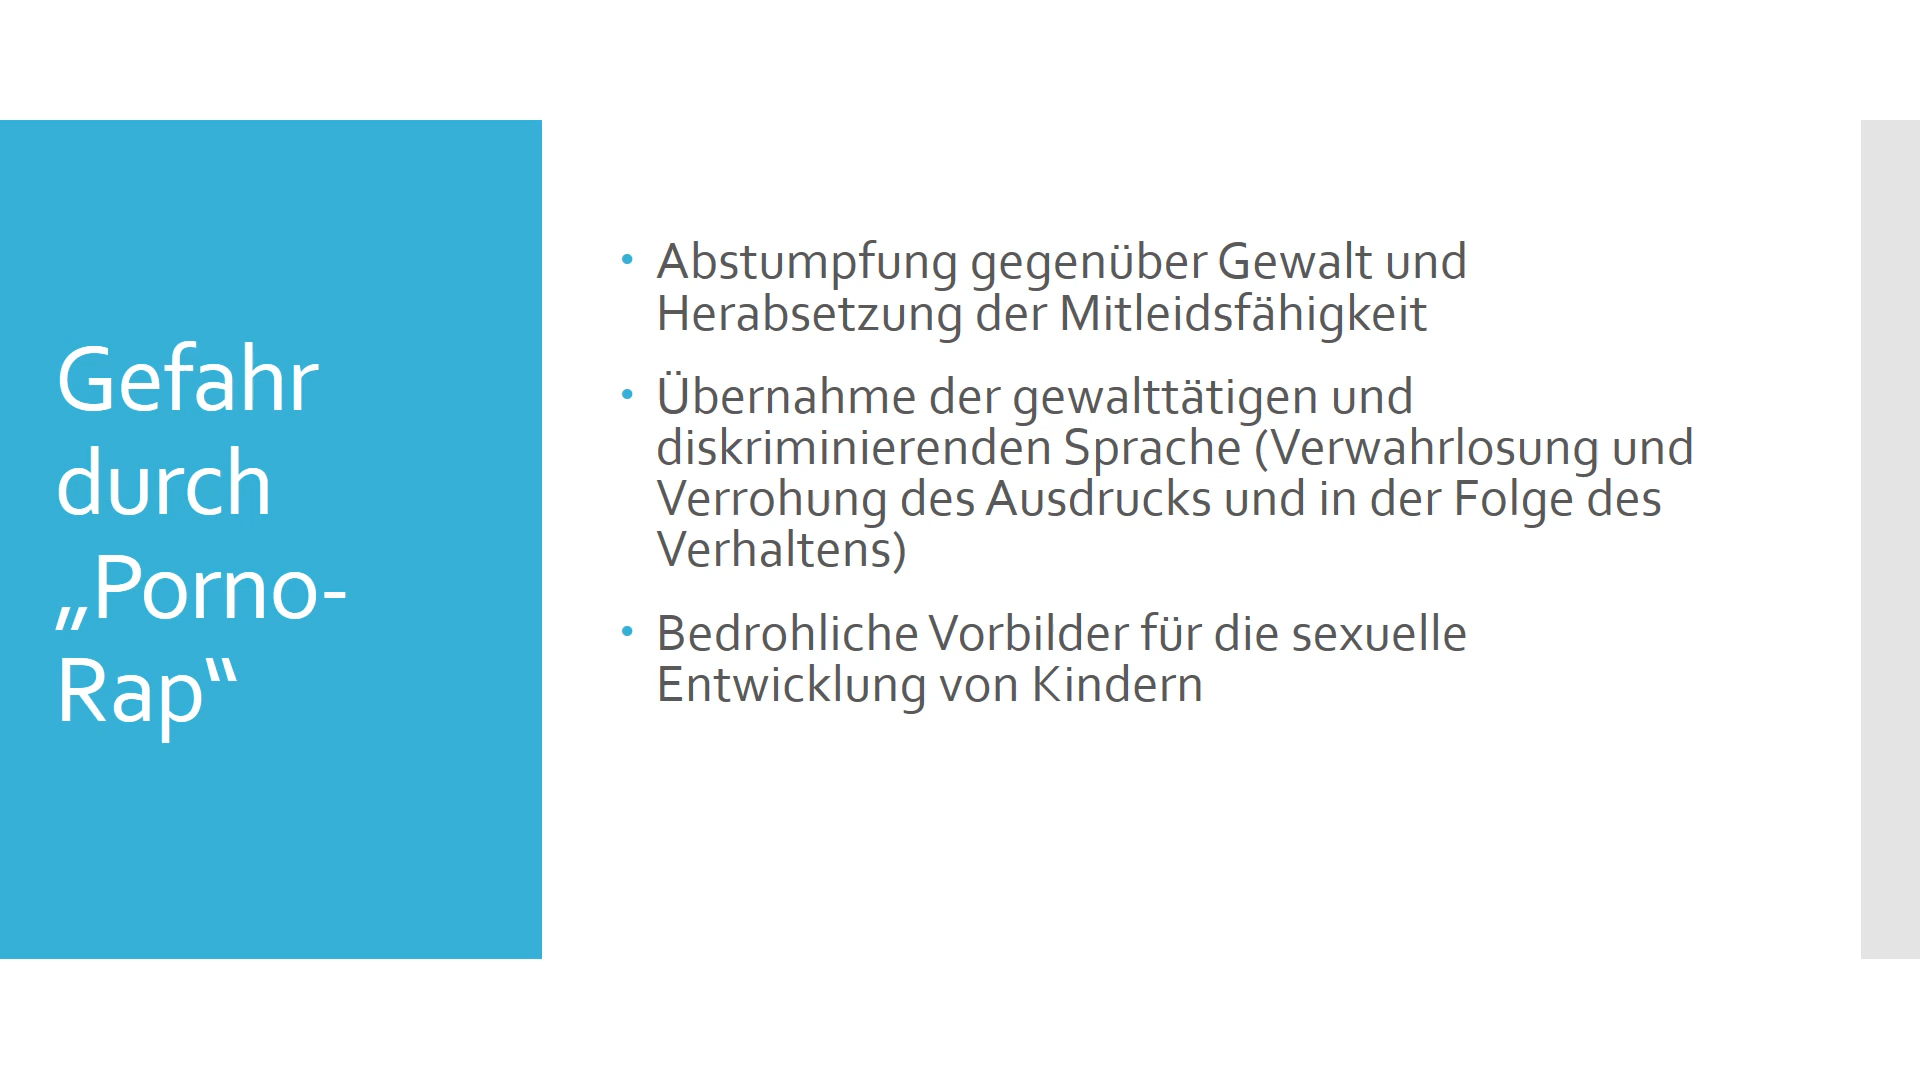 Gefahr
durch
„Porno-
Rap“
• Abstumpfung gegenüber Gewalt und
Herabsetzung der Mitleidsfähigkeit
• Übernahme der gewalttätigen und
diskriminierenden Sprache (Verwahrlosung und
Verrohung des Ausdrucks und in der Folge des
Verhaltens)
• Bedrohliche Vorbilder für die sexuelle
Entwicklung von Kindern